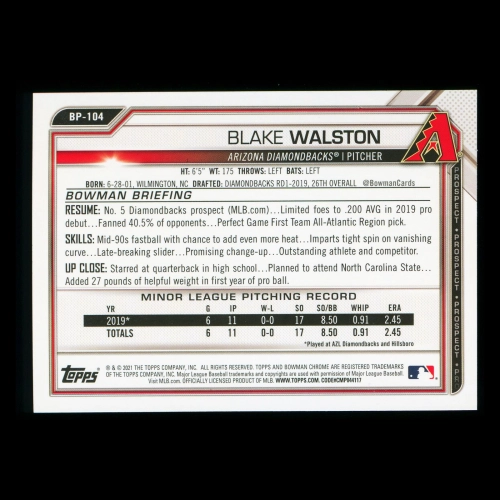 BP-104
BLAKE WALSTON
ARIZONA DIAMONDBACKS® | PITCHER
HT: 6'5" WT: 175 THROWS: LEFT BATS: LEFT
BORN: 6-28-01, WILMINGTON, NC DRAFTED: DIAMONDBACKS RD1-2019, 26TH OVERALL @BowmanCards
BOWMAN BRIEFING
RESUME: No. 5 Diamondbacks prospect (MLB.com)...Limited foes to .200 AVG in 2019 pro
debut...Fanned 40.5% of opponents...Perfect Game First Team All-Atlantic Region pick.
SKILLS: Mid-90s fastball with chance to add even more heat...Imparts tight spin on vanishing
curve...Late-breaking slider...Promising change-up...Outstanding athlete and competitor.
UP CLOSE: Starred at quarterback in high school...Planned to attend North Carolina State...
Added 27 pounds of helpful weight in first year of pro ball.
MINOR LEAGUE PITCHING RECORD
YR G IP W-L SO SO/BB WHIP ERA
2019* 6 11 0-0 17 8.50 0.91 2.45
TOTALS 6 11 0-0 17 8.50 0.91 2.45
*Played at AZL Diamondbacks and Hillsboro
PROSPECT • PROSPECT • PROSPECT • PR
Topps
® & © 2021 THE TOPPS COMPANY, INC. ALL RIGHTS RESERVED. TOPPS AND BOWMAN CHROME ARE REGISTERED TRADEMARKS
OF THE TOPPS COMPANY, INC. Major League Baseball trademarks and copyrights are used with permission of Major League Baseball.
Visit MLB.com. OFFICIALLY LICENSED PRODUCT OF MLB. WWW.TOPPS.COM. CODE#CMP044117